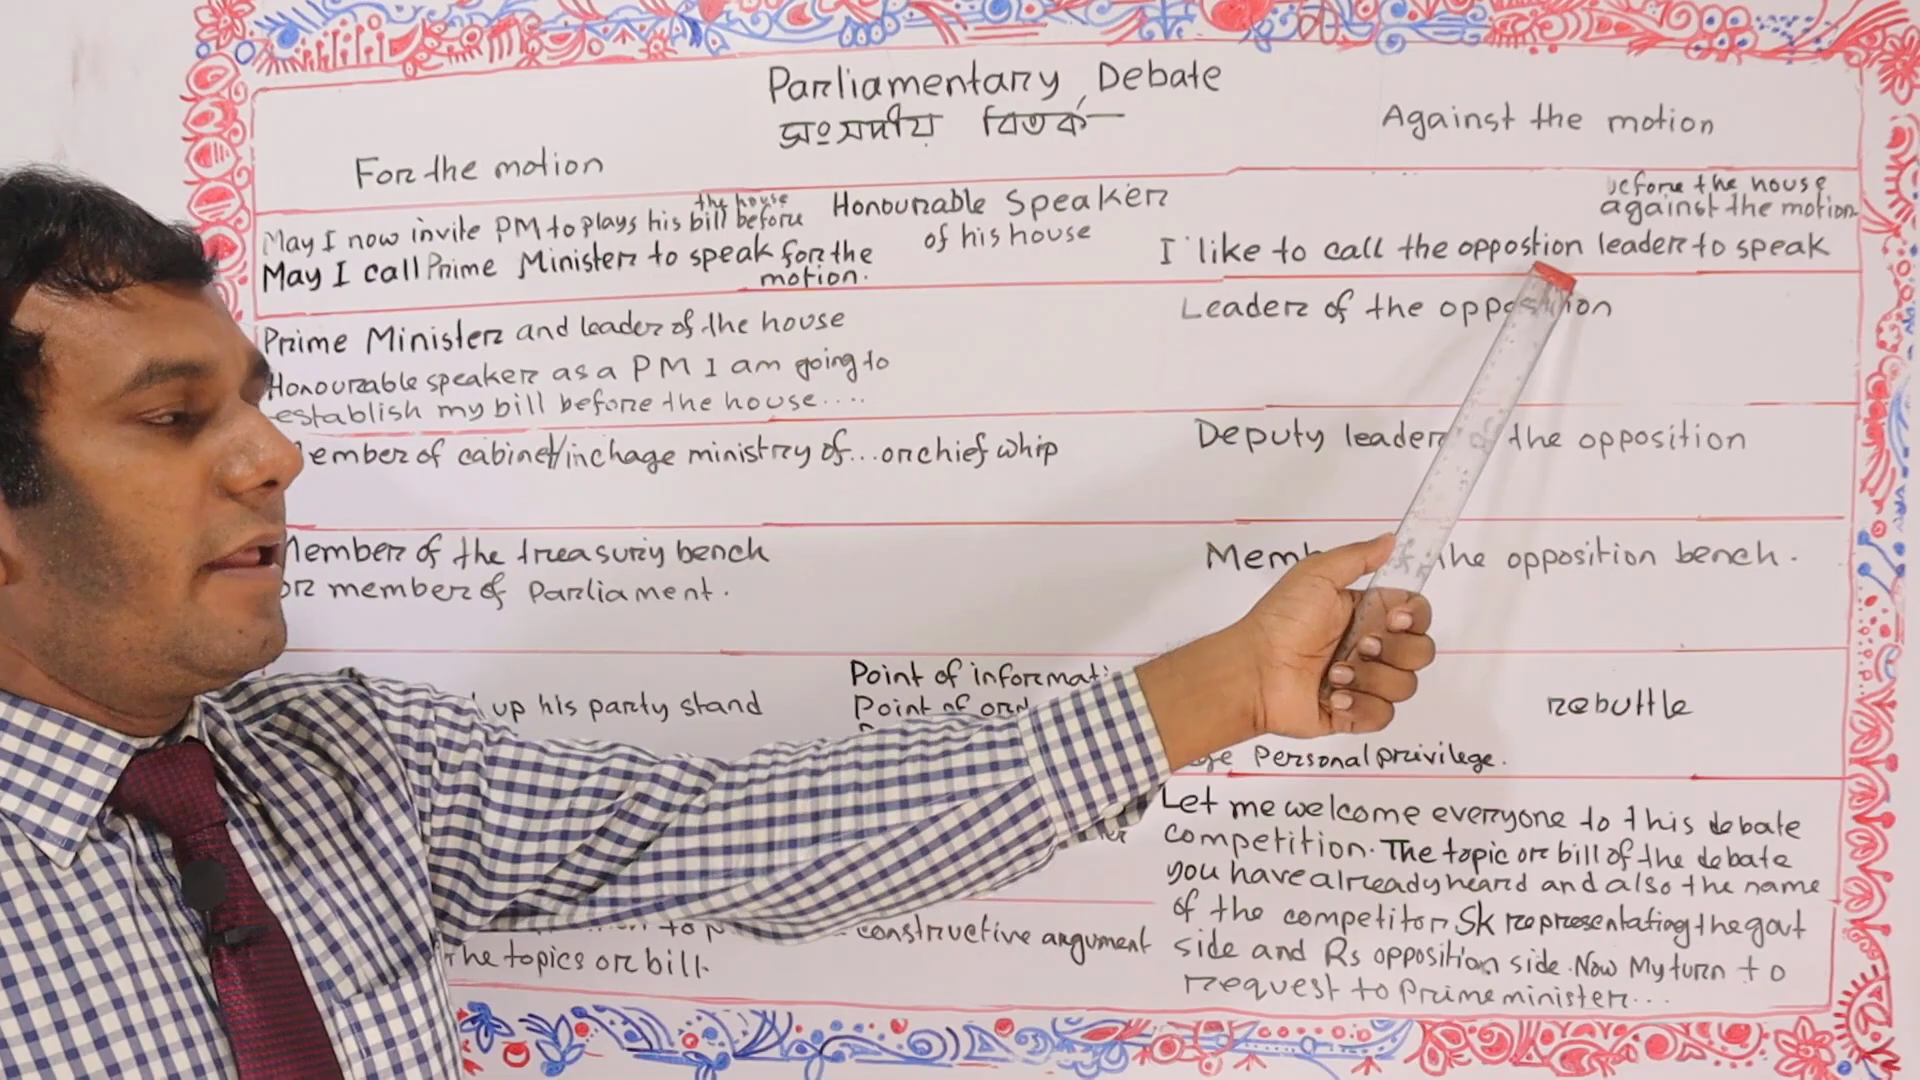 Parliamentary Debate
সংসদীয় বিতর্ক
For the motion
Against the motion
the house
May I now invite PM to plays his bill before
May I call Prime Minister to speak for the
motion.
Honourable Speaker
of his house
before the house
against the motion
I like to call the oppostion leader to speak
Prime Minister and leader of the house
Honourable speaker as a PM I am going to
establish my bill before the house....
Leader of the opposition
ember of cabinet/inchage ministry of...or chief whip
Deputy leader of the opposition
Member of the treasury bench
or member of Parliament.
Mem the opposition bench.
up his party stand
Point of informati
Point of ord
rebuttle
Personal privilege.
Let me welcome everyone to this debate
competition. The topic or bill of the debate
you have already heard and also the name
of the competitor Sk representating the govt
side and Rs opposition side. Now My turn to
request to prime minister...
constructive argument
the topics or bill.